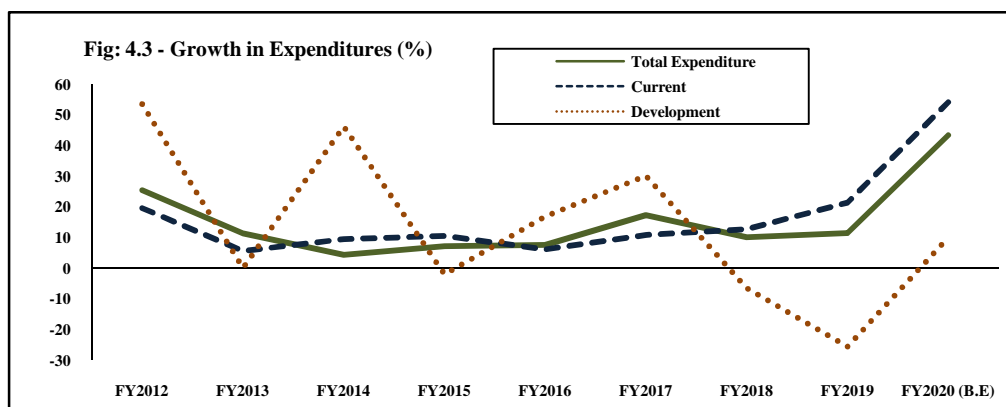 Fig: 4.3 - Growth in Expenditures (%)
Total Expenditure
Current
Development
60
50
40
30
20
10
0
-10
-20
-30
FY2012 FY2013 FY2014 FY2015 FY2016 FY2017 FY2018 FY2019 FY2020 (B.E)